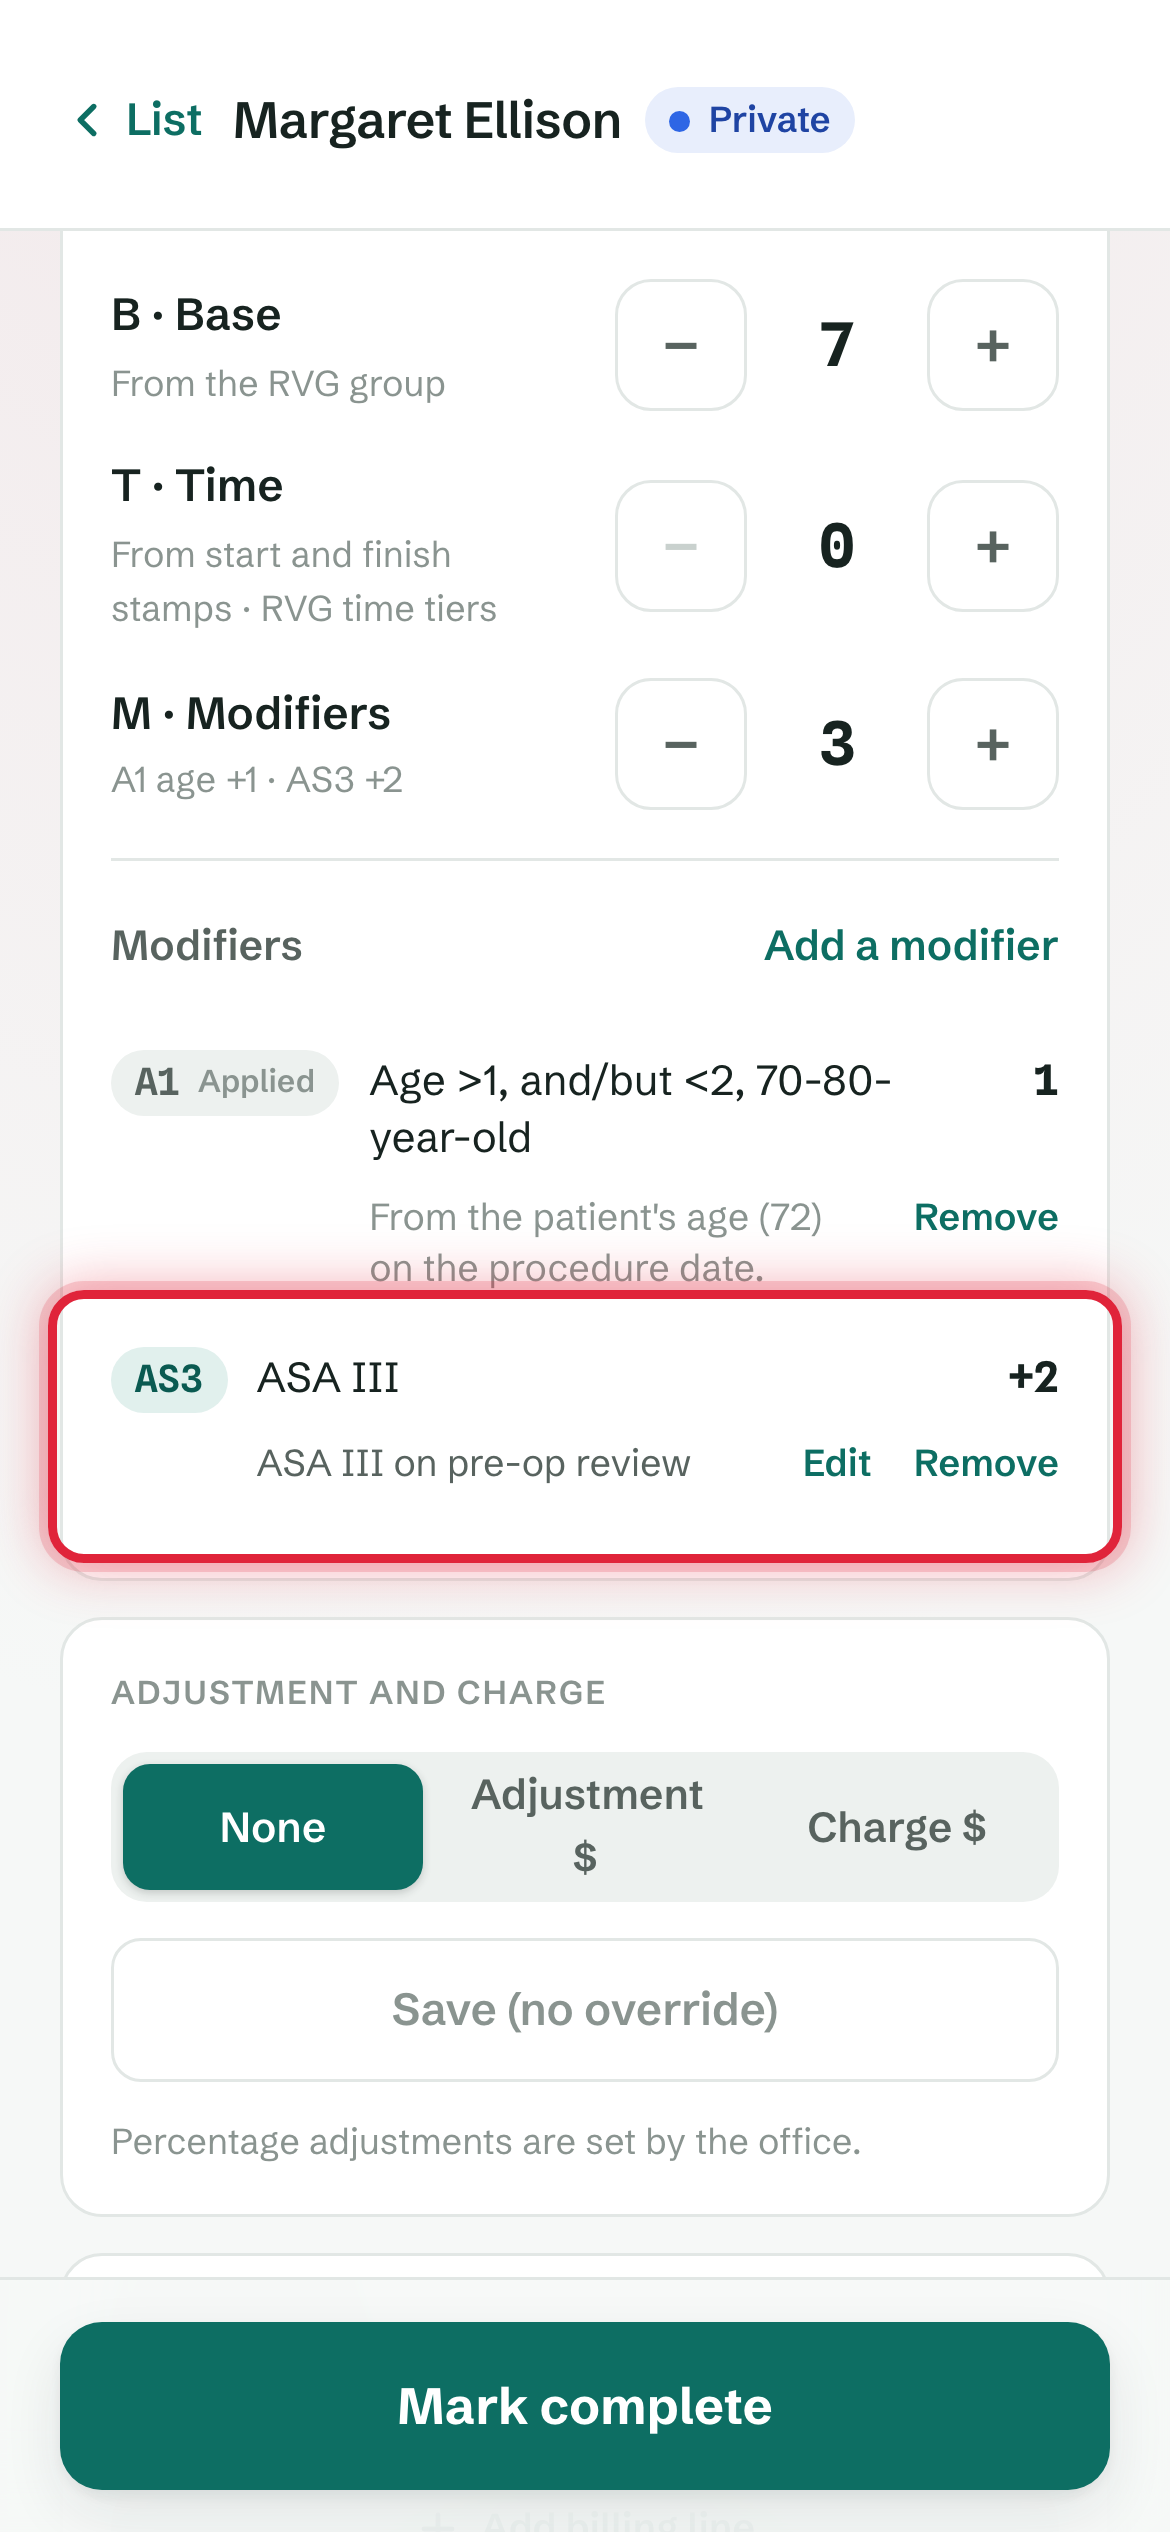 List Margaret Ellison Private
B · Base
From the RVG group
− 7 +
T · Time
From start and finish
stamps · RVG time tiers
− 0 +
M · Modifiers
A1 age +1 · AS3 +2
− 3 +
Modifiers Add a modifier
A1 Applied Age >1, and/but <2, 70-80- 1
year-old
From the patient's age (72) Remove
on the procedure date.
AS3 ASA III +2
ASA III on pre-op review Edit Remove
ADJUSTMENT AND CHARGE
None Adjustment $ Charge $
Save (no override)
Percentage adjustments are set by the office.
Mark complete
+ Add billing line